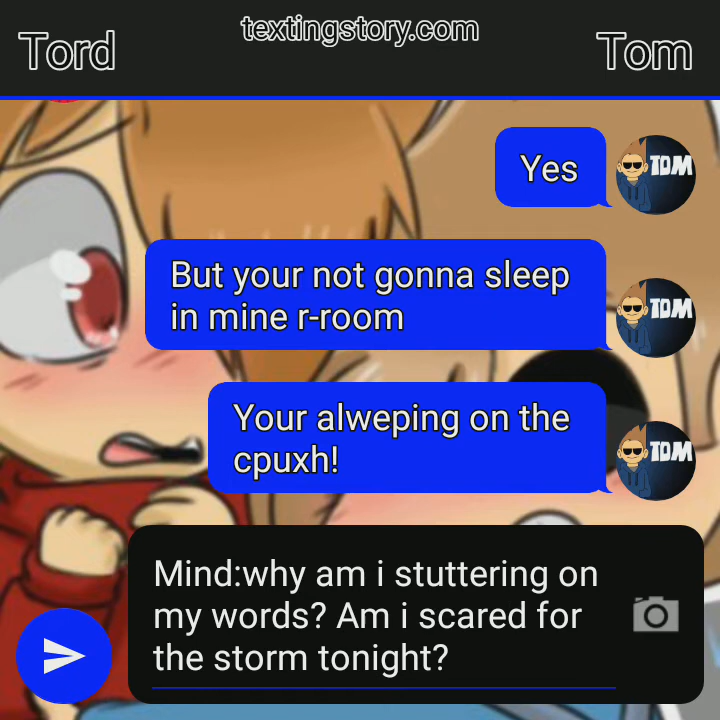 textingstory.com
Tord
Tom
Yes
TOM
But your not gonna sleep
in mine r-room
TOM
Your alweping on the
cpuxh!
TOM
Mind:why am i stuttering on
my words? Am i scared for
the storm tonight?